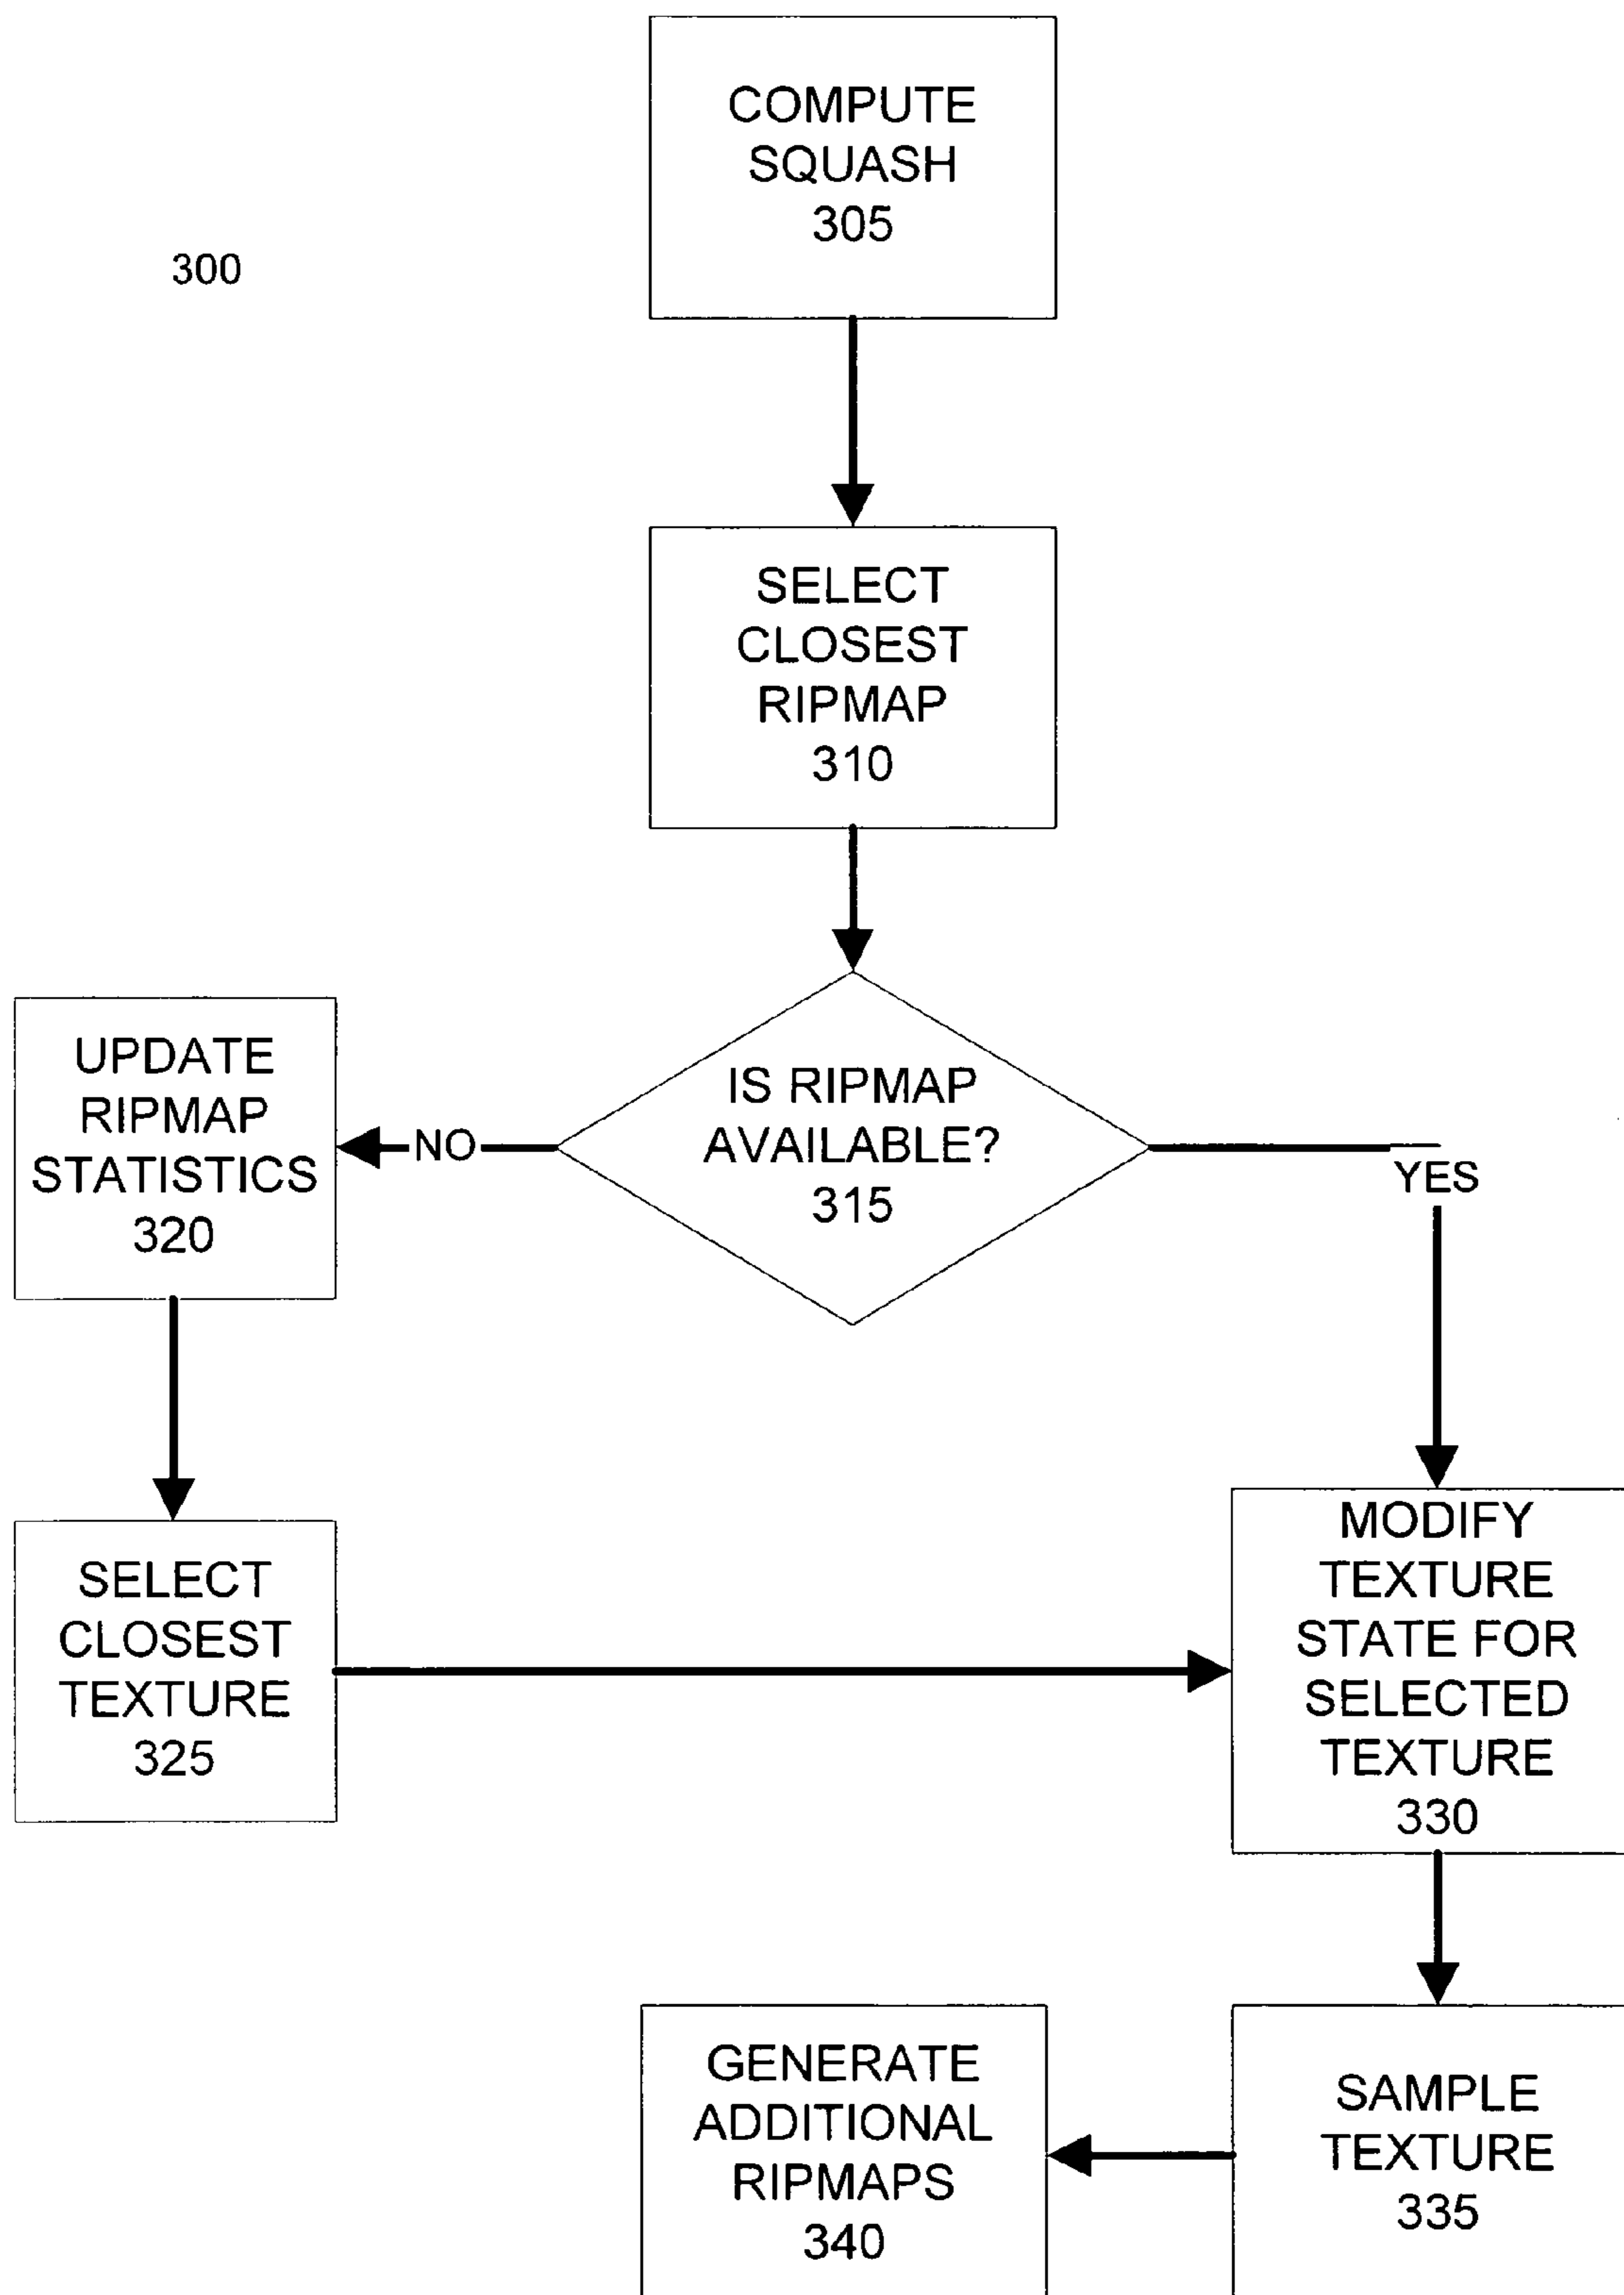 COMPUTE
SQUASH
305
300
SELECT
CLOSEST
RIPMAP
310
IS RIPMAP
AVAILABLE?
315
NO
YES
UPDATE
RIPMAP
STATISTICS
320
SELECT
CLOSEST
TEXTURE
325
MODIFY
TEXTURE
STATE FOR
SELECTED
TEXTURE
330
SAMPLE
TEXTURE
335
GENERATE
ADDITIONAL
RIPMAPS
340